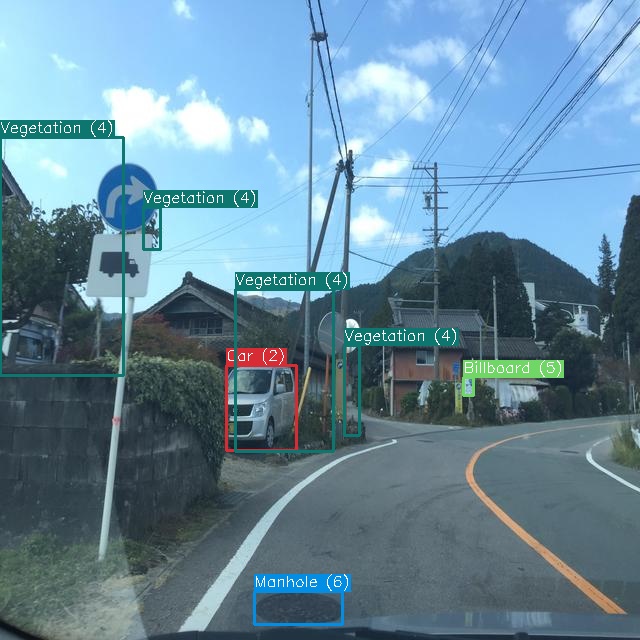 Vegetation (4)
Vegetation (4)
Vegetation (4)
Vegetation (4)
Car (2)
Billboard (5)
Manhole (6)